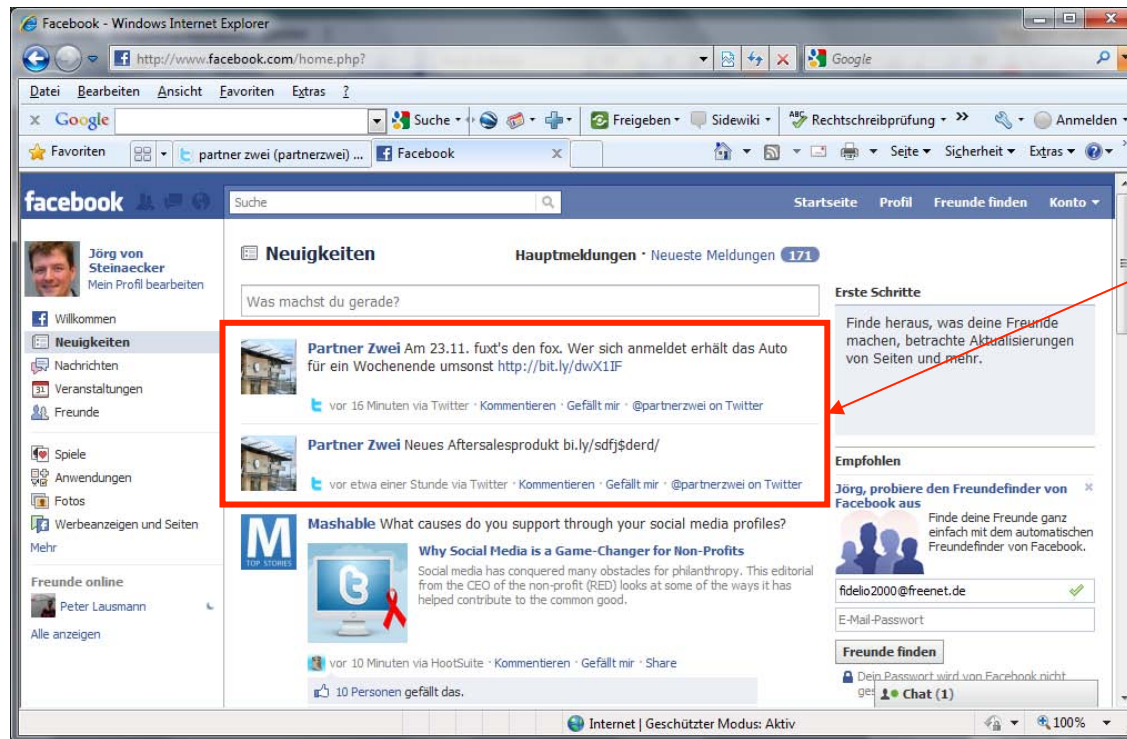 Facebook - Windows Internet Explorer
http://www.facebook.com/home.php?
Google
Datei Bearbeiten Ansicht Favoriten Extras ?
x Google Suche Freigeben Sidewiki Rechtschreibprüfung » Anmelden
Favoriten partner zwei (partnerzwei) ... Facebook x Seite Sicherheit Extras
facebook Suche Startseite Profil Freunde finden Konto
Jörg von
Steinaecker
Mein Profil bearbeiten
Willkommen
Neuigkeiten
Nachrichten
31 Veranstaltungen
Freunde
Spiele
Anwendungen
Fotos
Werbeanzeigen und Seiten
Mehr
Freunde online
Peter Lausmann
Alle anzeigen
Neuigkeiten Hauptmeldungen · Neueste Meldungen 171
Was machst du gerade?
Partner Zwei Am 23.11. fuxt's den fox. Wer sich anmeldet erhält das Auto
für ein Wochenende umsonst http://bit.ly/dwX1IF
vor 16 Minuten via Twitter · Kommentieren · Gefällt mir · @partnerzwei on Twitter
Partner Zwei Neues Aftersalesprodukt bi.ly/sdfj$derd/
vor etwa einer Stunde via Twitter · Kommentieren · Gefällt mir · @partnerzwei on Twitter
M
TOP STORIES
Mashable What causes do you support through your social media profiles?
Why Social Media is a Game-Changer for Non-Profits
Social media has conquered many obstacles for philanthropy. This editorial
from the CEO of the non-profit (RED) looks at some of the ways it has
helped contribute to the common good.
vor 10 Minuten via HootSuite · Kommentieren · Gefällt mir · Share
10 Personen gefällt das.
Erste Schritte
Finde heraus, was deine Freunde
machen, betrachte Aktualisierungen
von Seiten und mehr.
Empfohlen
Jörg, probiere den Freundefinder von x
Facebook aus
Finde deine Freunde ganz
einfach mit dem automatischen
Freundefinder von Facebook.
fidelio2000@freenet.de
E-Mail-Passwort
Freunde finden
Dein Passwort wird von Facebook nicht
Chat (1)
Internet | Geschützter Modus: Aktiv 100%